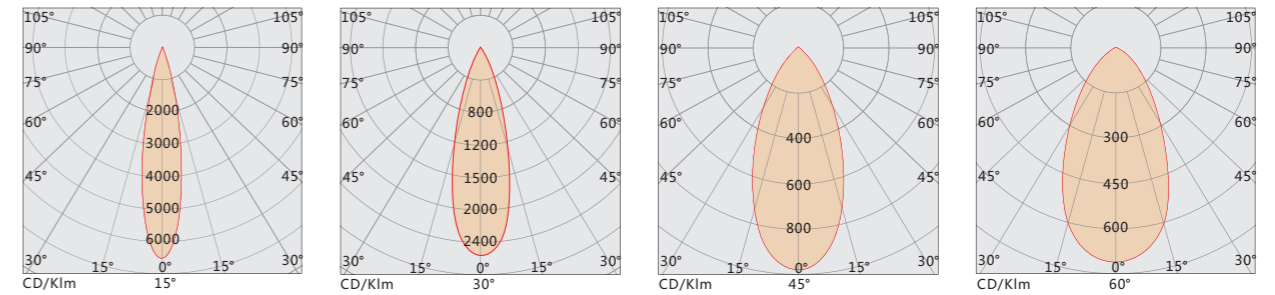 105° 105° 105° 105° 105° 105° 105° 105°
90° 90° 90° 90° 90° 90° 90° 90°
75° 75° 75° 75° 75° 75° 75° 75°
2000 800 400 300
60° 60° 60° 60° 60° 60° 60° 60°
3000 1200
45° 4000 45° 45° 1500 45° 45° 600 45° 45° 450 45°
5000 2000 800 600
6000 2400
30° 15° 0° 15° 30° 30° 15° 0° 15° 30° 30° 15° 0° 15° 30° 30° 15° 0° 15° 30°
CD/Klm 15° CD/Klm 30° CD/Klm 45° CD/Klm 60°